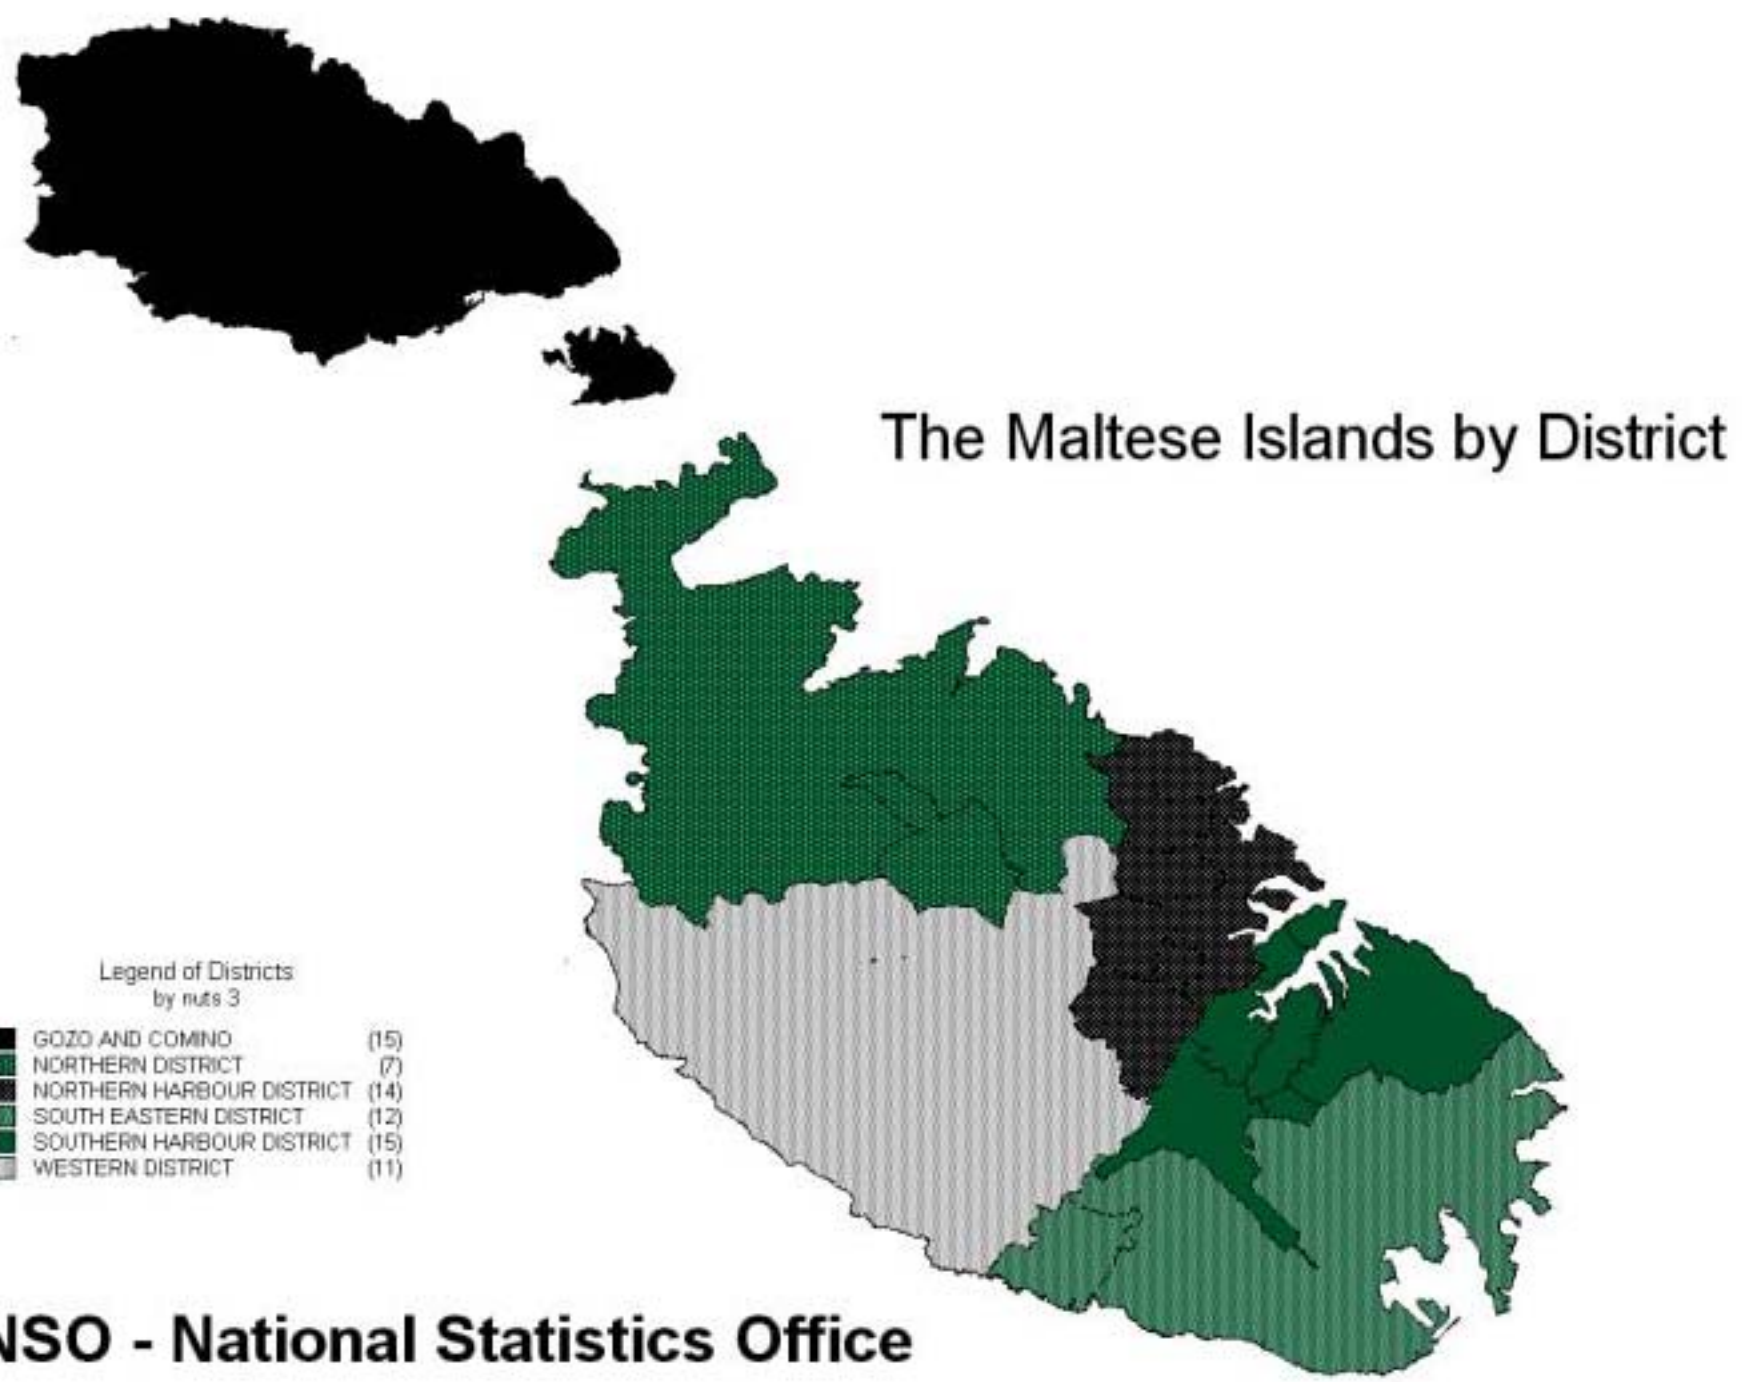 The Maltese Islands by District
Legend of Districts
by nuts 3
GOZO AND COMINO (15)
NORTHERN DISTRICT (7)
NORTHERN HARBOUR DISTRICT (14)
SOUTH EASTERN DISTRICT (12)
SOUTHERN HARBOUR DISTRICT (15)
WESTERN DISTRICT (11)
NSO - National Statistics Office